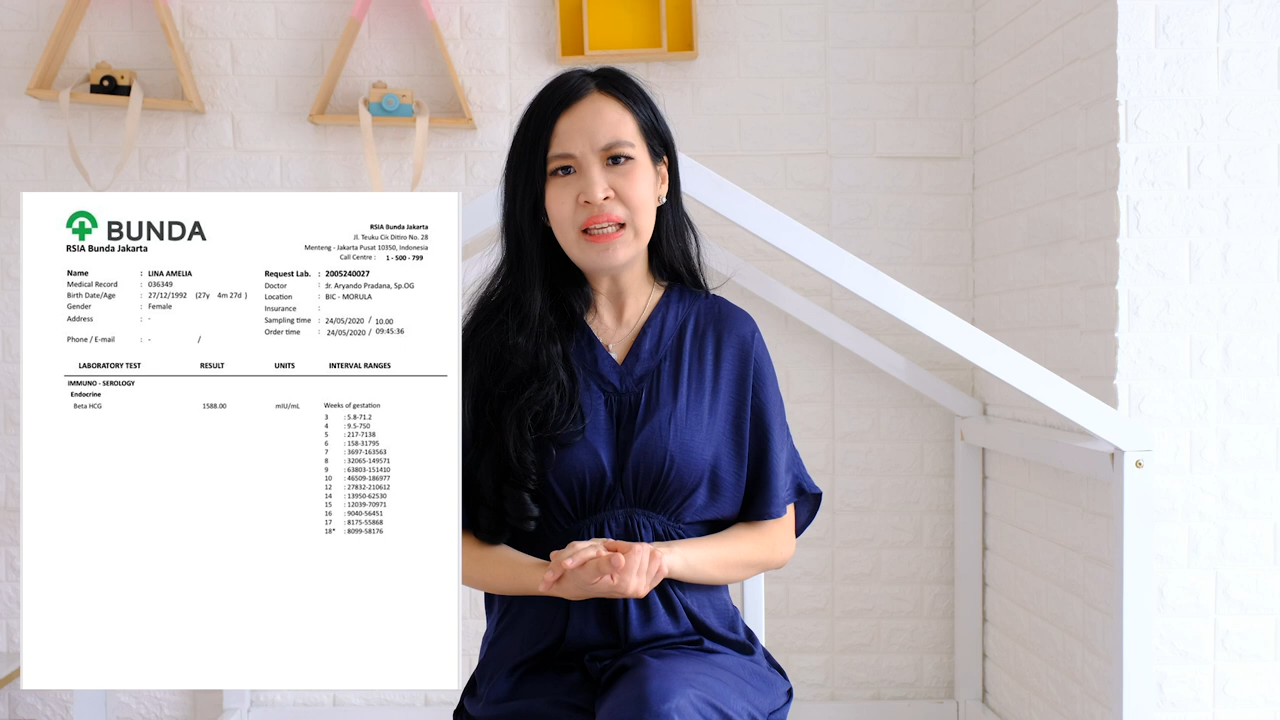 BUNDA
RSIA Bunda Jakarta
RSIA Bunda Jakarta
Jl. Teuku Cik Ditiro No. 28
Menteng - Jakarta Pusat 10350, Indonesia
Call Centre : 1 - 500 - 799
Name : LINA AMELIA
Medical Record : 036349
Birth Date/Age : 27/12/1992 (27y 4m 27d )
Gender : Female
Address : -
Phone / E-mail : - /
Request Lab. : 2005240027
Doctor : dr. Aryando Pradana, Sp.OG
Location : BIC - MORULA
Insurance :
Sampling time : 24/05/2020 / 10.00
Order time : 24/05/2020 / 09:45:36
LABORATORY TEST RESULT UNITS INTERVAL RANGES
IMMUNO - SEROLOGY
Endocrine
Beta HCG 1588.00 mIU/mL Weeks of gestation
3 : 5.8-71.2
4 : 9.5-750
5 : 217-7138
6 : 158-31795
7 : 3697-163563
8 : 32065-149571
9 : 63803-151410
10 : 46509-186977
12 : 27832-210612
14 : 13950-62530
15 : 12039-70971
16 : 9040-56451
17 : 8175-55868
18* : 8099-58176